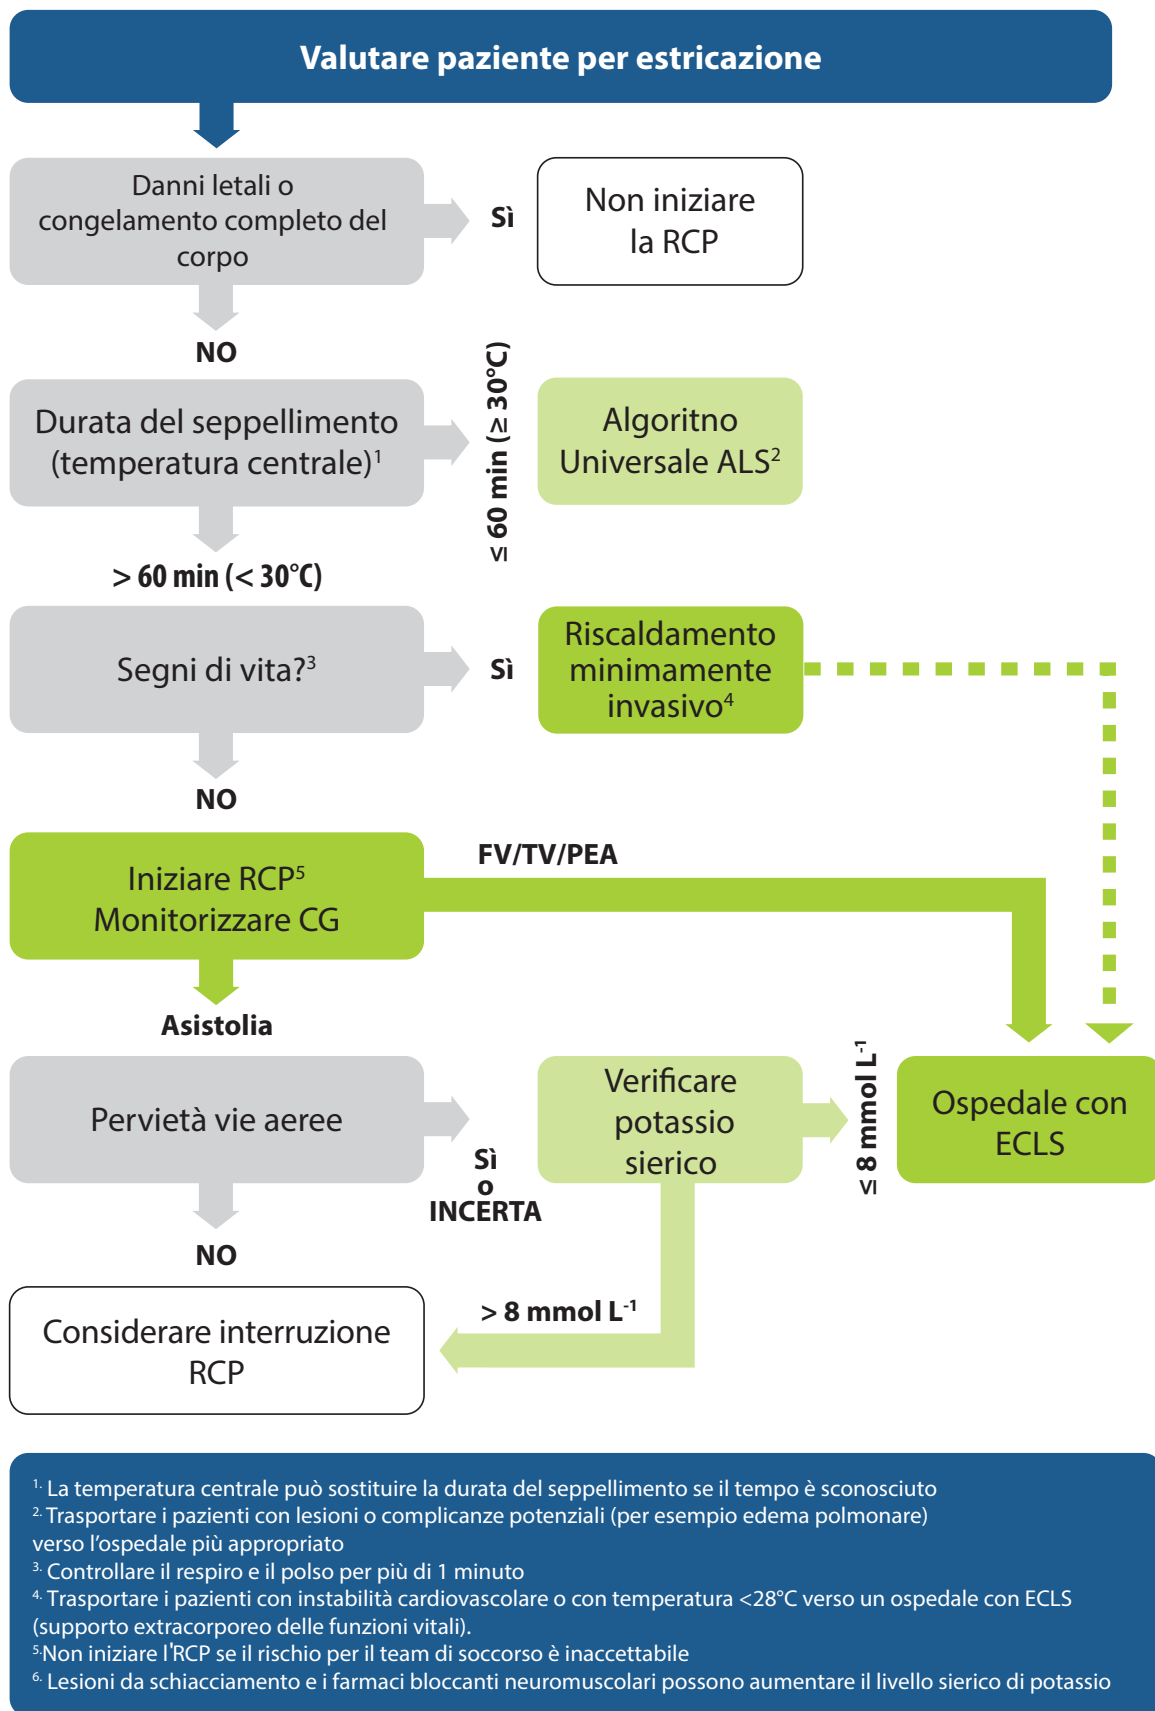 Valutare paziente per estricazione
Danni letali o
congelamento completo del
corpo
Sì
Non iniziare
la RCP
NO
Durata del seppellimento
(temperatura centrale)¹
≤ 60 min (≥ 30°C)
Algoritno
Universale ALS²
> 60 min (< 30°C)
Segni di vita?³
Sì
Riscaldamento
minimamente
invasivo⁴
NO
Iniziare RCP⁵
Monitorizzare CG
FV/TV/PEA
Asistolia
Pervietà vie aeree
Sì
o
INCERTA
Verificare
potassio
sierico
≤ 8 mmol L⁻¹
Ospedale con
ECLS
NO
> 8 mmol L⁻¹
Considerare interruzione
RCP
¹· La temperatura centrale può sostituire la durata del seppellimento se il tempo è sconosciuto
²· Trasportare i pazienti con lesioni o complicanze potenziali (per esempio edema polmonare)
verso l'ospedale più appropriato
³· Controllare il respiro e il polso per più di 1 minuto
⁴· Trasportare i pazienti con instabilità cardiovascolare o con temperatura <28°C verso un ospedale con ECLS
(supporto extracorporeo delle funzioni vitali).
⁵·Non iniziare l'RCP se il rischio per il team di soccorso è inaccettabile
⁶· Lesioni da schiacciamento e i farmaci bloccanti neuromuscolari possono aumentare il livello sierico di potassio